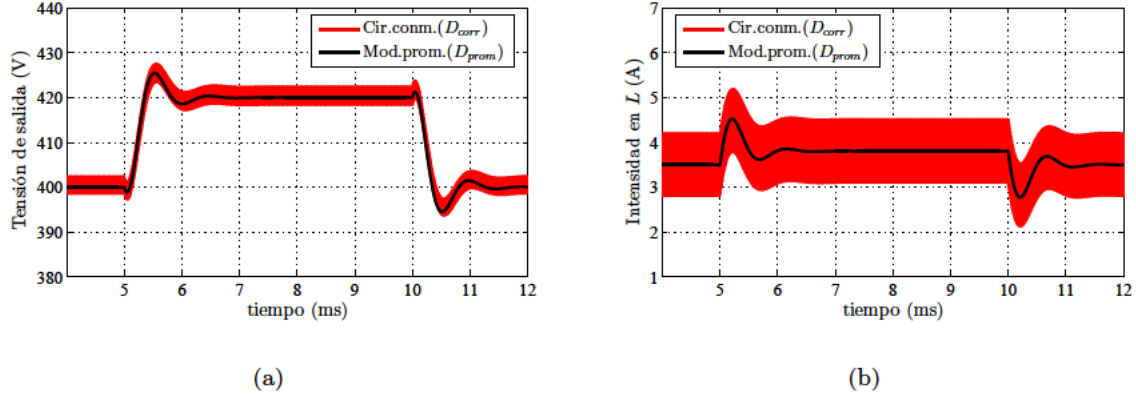 Tensión de salida (V)
440
430
420
410
400
390
380
Cir.conm.(D_corr)
Mod.prom.(D_prom)
5 6 7 8 9 10 11 12
tiempo (ms)
(a)
Intensidad en L (A)
7
6
5
4
3
2
1
Cir.conm.(D_corr)
Mod.prom.(D_prom)
5 6 7 8 9 10 11 12
tiempo (ms)
(b)